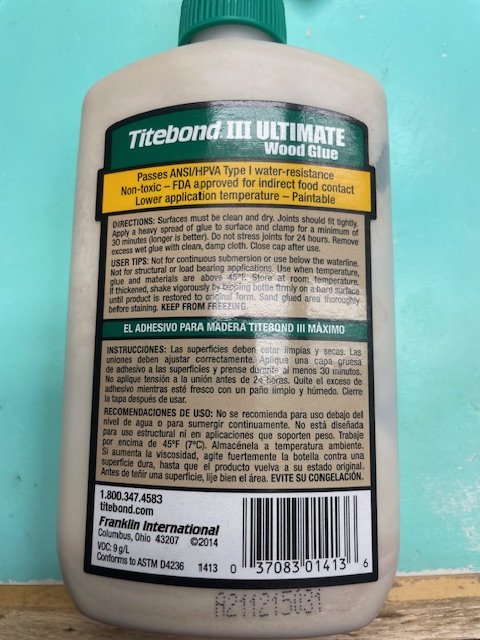 Titebond III ULTIMATE
Wood Glue
Passes ANSI/HPVA Type I water-resistance
Non-toxic – FDA approved for indirect food contact
Lower application temperature – Paintable
DIRECTIONS: Surfaces must be clean and dry. Joints should fit tightly.
Apply a heavy spread of glue to surface and clamp for a minimum of
30 minutes (longer is better). Do not stress joints for 24 hours. Remove
excess wet glue with clean, damp cloth. Close cap after use.
USER TIPS: Not for continuous submersion or use below the waterline.
Not for structural or load bearing applications. Use when temperature,
glue and materials are above 45°F. Store at room temperature.
If thickened, shake vigorously by tapping bottle firmly on a hard surface
until product is restored to original form. Sand glued area thoroughly
before staining. KEEP FROM FREEZING.
EL ADHESIVO PARA MADERA TITEBOND III MÁXIMO
INSTRUCCIONES: Las superficies deben estar limpias y secas. Las
uniones deben ajustar correctamente. Aplique una capa gruesa
de adhesivo a las superficies y prense durante al menos 30 minutos.
No aplique tensión a la unión antes de 24 horas. Quite el exceso de
adhesivo mientras esté fresco con un paño limpio y húmedo. Cierre
la tapa después de usar.
RECOMENDACIONES DE USO: No se recomienda para uso debajo del
nivel de agua o para sumergir continuamente. No está diseñada
para uso estructural ni en aplicaciones que soporten peso. Trabaje
por encima de 45°F (7°C). Almacénela a temperatura ambiente.
Si aumenta la viscosidad, agite fuertemente la botella contra una
superficie dura, hasta que el producto vuelva a su estado original.
Antes de teñir una superficie, lije bien el área. EVITE SU CONGELACIÓN.
1.800.347.4583
titebond.com
Franklin International
Columbus, Ohio 43207 ©2014
VOC: 9 g/L
Conforms to ASTM D4236 1413
0 37083 01413 6
A211215031